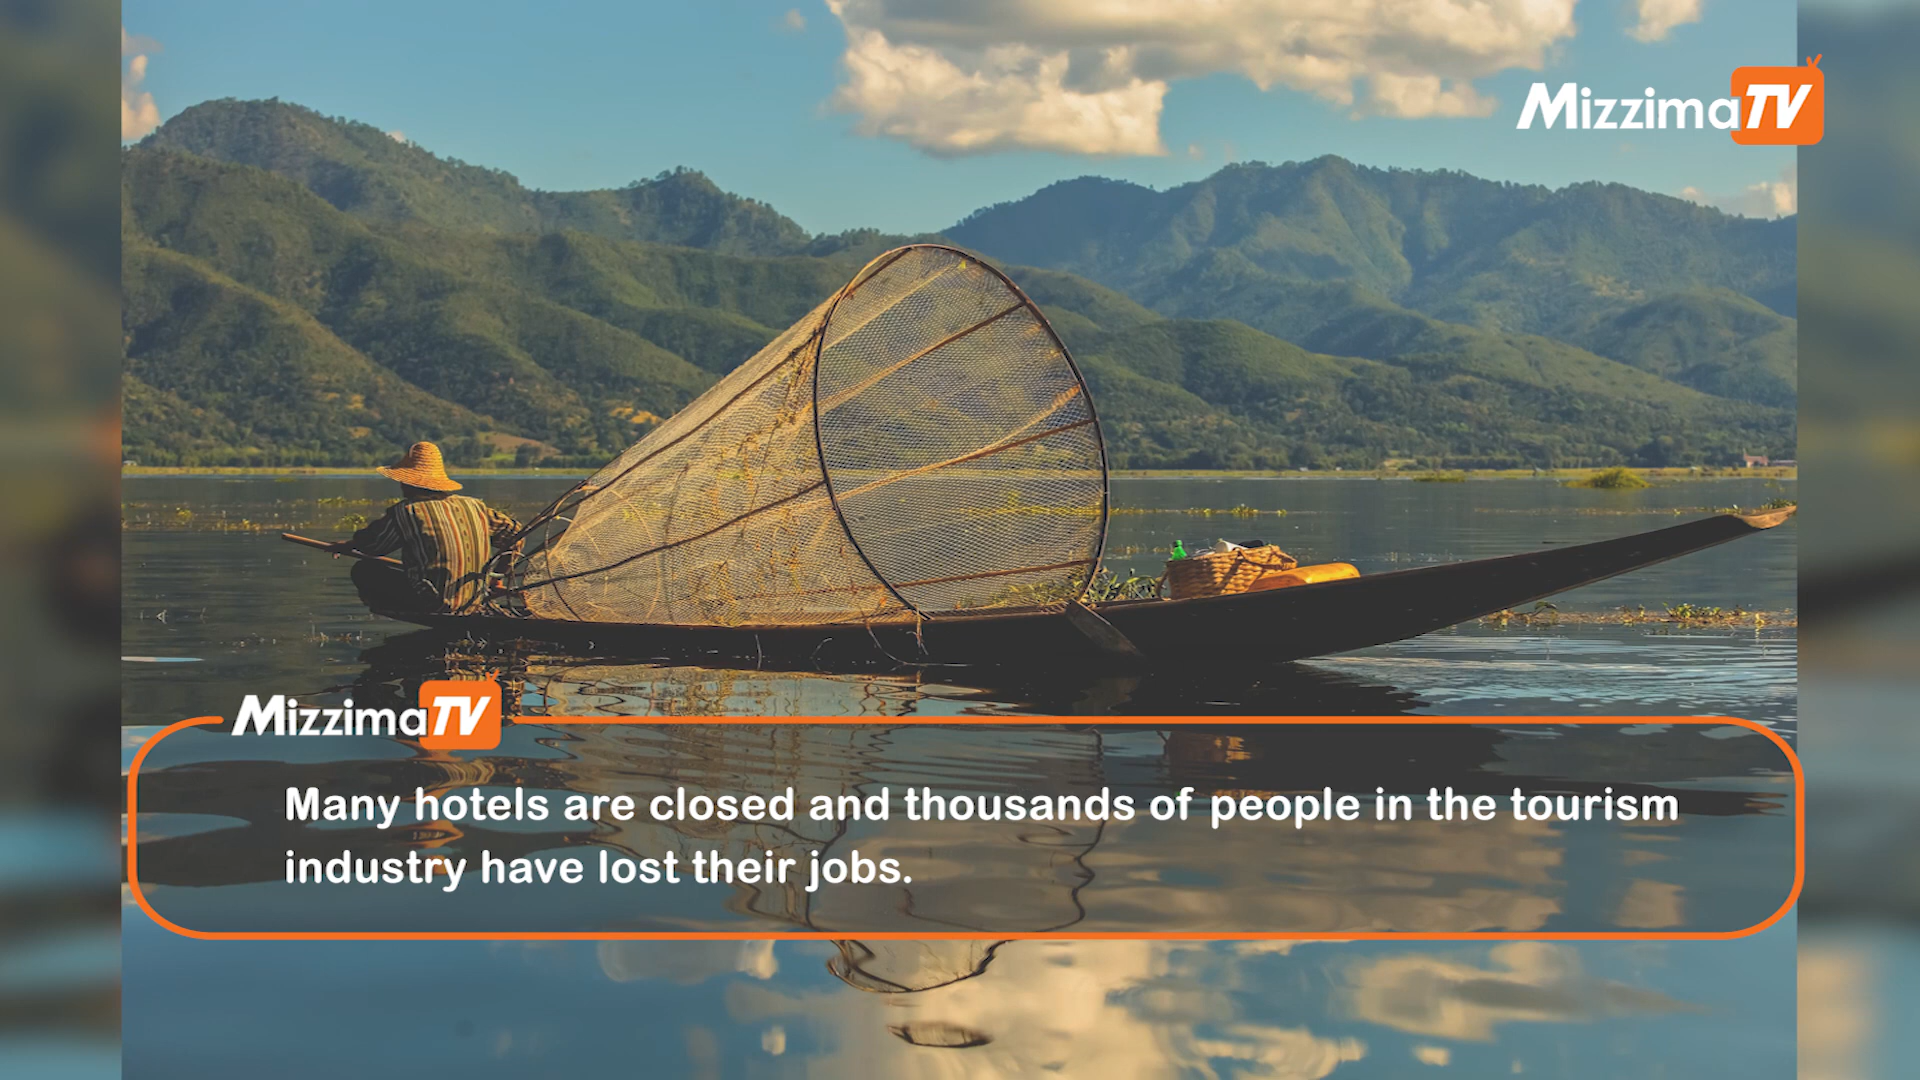 MizzimaTV
MizzimaTV
Many hotels are closed and thousands of people in the tourism
industry have lost their jobs.